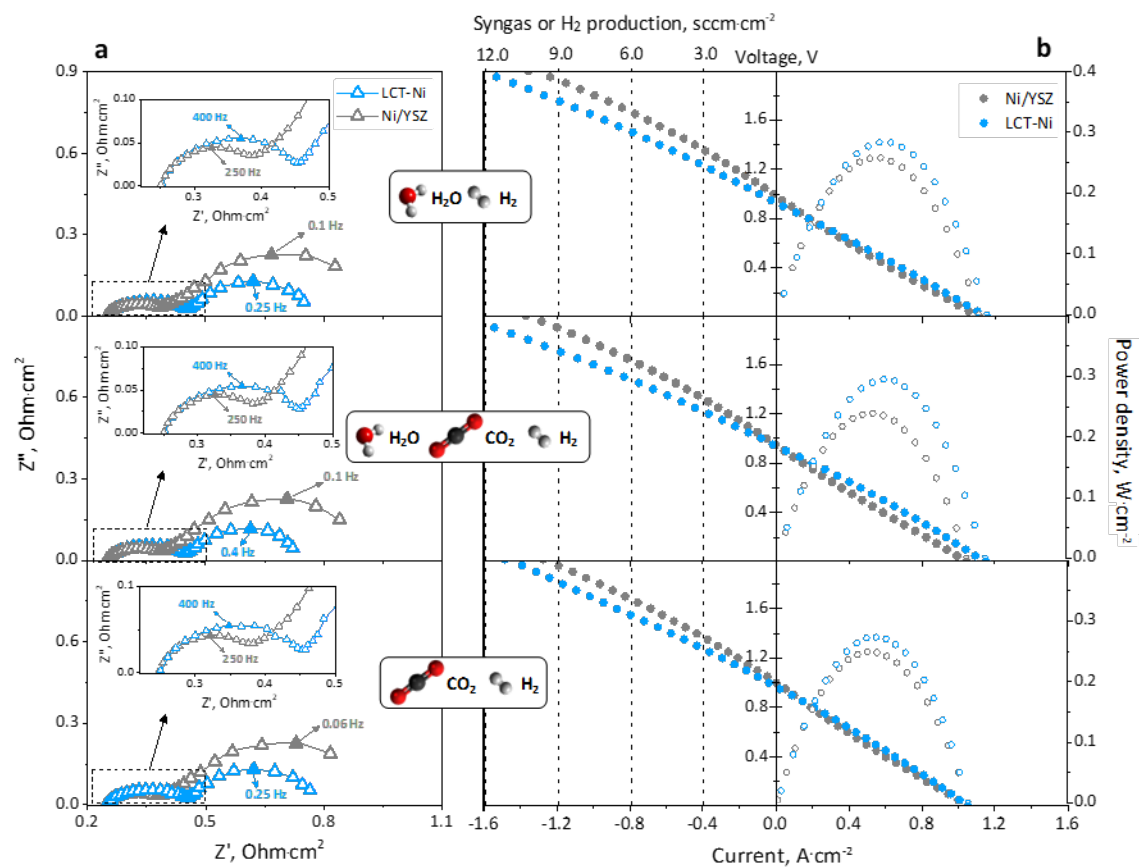 Syngas or H₂ production, sccm·cm⁻²
a
12.0 9.0 6.0 3.0 Voltage, V
b
0.9
0.6
0.3
0.0
LCT-Ni
Ni/YSZ
0.10
0.05
0.00
Z'', Ohm·cm²
400 Hz
250 Hz
0.3 0.4 0.5
Z', Ohm·cm²
0.1 Hz
0.25 Hz
H₂O H₂
1.6
1.2
0.8
0.4
Ni/YSZ
LCT-Ni
0.4
0.3
0.2
0.1
0.0
0.6
0.3
0.0
0.10
0.05
0.00
Z'', Ohm·cm²
400 Hz
250 Hz
0.3 0.4 0.5
Z', Ohm·cm²
0.1 Hz
0.4 Hz
H₂O CO₂ H₂
1.6
1.2
0.8
0.4
0.3
0.2
0.1
0.0
0.6
0.3
0.0
0.1
0.1
0.0
Z'', Ohm·cm²
400 Hz
250 Hz
0.2 0.3 0.4 0.5
Z', Ohm·cm²
0.06 Hz
0.25 Hz
CO₂ H₂
1.6
1.2
0.8
0.4
0.3
0.2
0.1
0.0
Z'', Ohm·cm²
Power density, W·cm⁻²
0.2 0.5 0.8 1.1
Z', Ohm·cm²
-1.6 -1.2 -0.8 -0.4 0.0 0.4 0.8 1.2 1.6
Current, A·cm⁻²